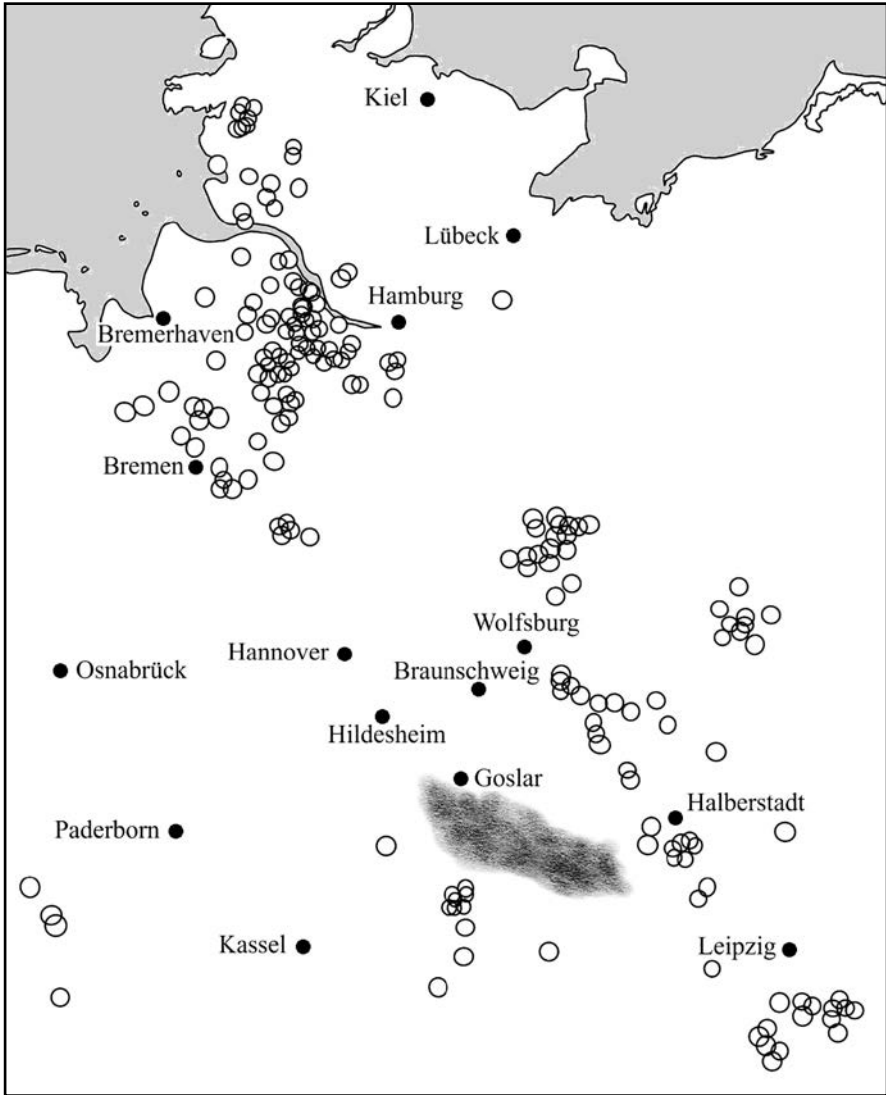 Kiel
Lübeck
Hamburg
Bremerhaven
Bremen
Wolfsburg
Hannover
Osnabrück
Braunschweig
Hildesheim
Goslar
Halberstadt
Paderborn
Kassel
Leipzig